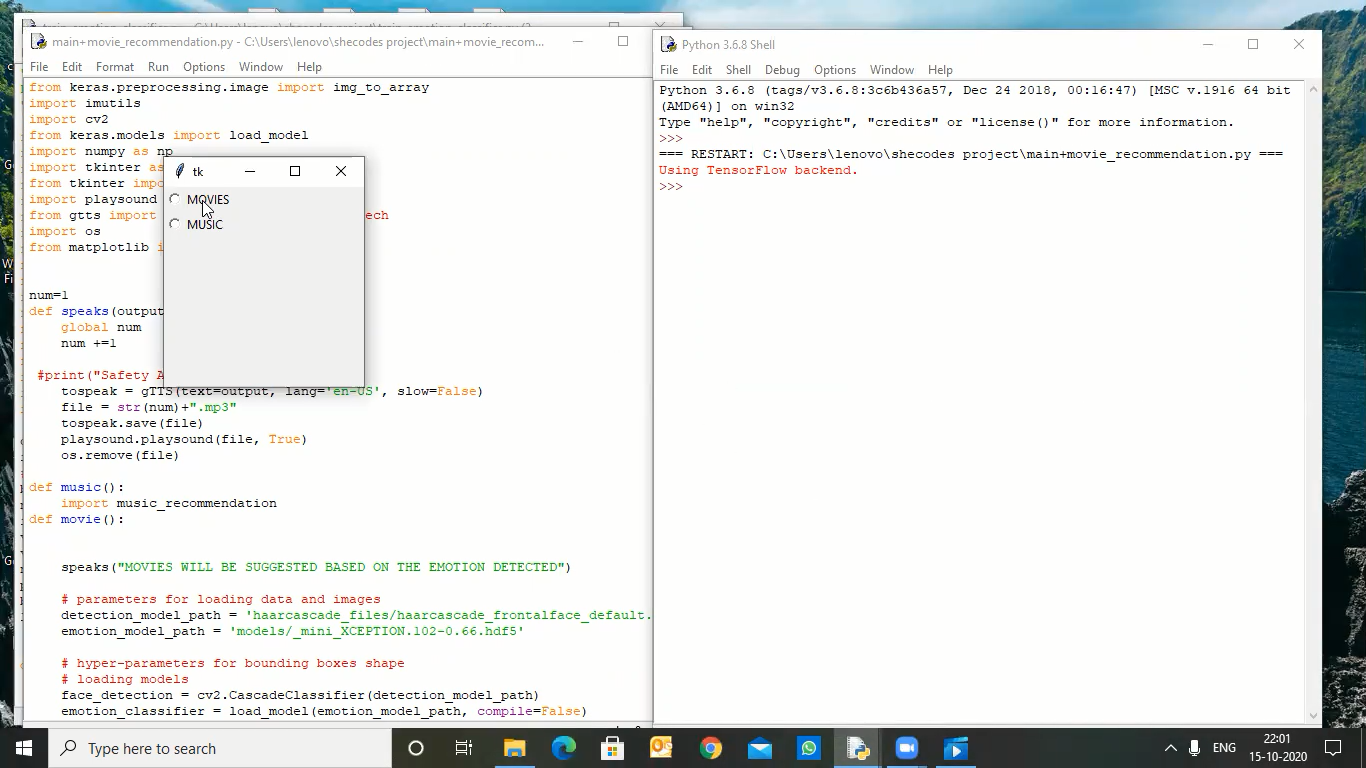 main+movie_recommendation.py - C:\Users\lenovo\shecodes project\main+movie_recom...
File Edit Format Run Options Window Help
from keras.preprocessing.image import img_to_array
import imutils
import cv2
from keras.models import load_model
import numpy as np
import tkinter as
from tkinter
import playsound
from gtts import
import os
from matplotlib
num=1
def speaks(output
global num
num +=1
#print("Safety
tospeak = gTTS(text=output, lang='en-US', slow=False)
file = str(num)+".mp3"
tospeak.save(file)
playsound.playsound(file, True)
os.remove(file)
def music():
import music_recommendation
def movie():
speaks("MOVIES WILL BE SUGGESTED BASED ON THE EMOTION DETECTED")
# parameters for loading data and images
detection_model_path = 'haarcascade_files/haarcascade_frontalface_default.
emotion_model_path = 'models/_mini_XCEPTION.102-0.66.hdf5'
# hyper-parameters for bounding boxes shape
# loading models
face_detection = cv2.CascadeClassifier(detection_model_path)
emotion_classifier = load_model(emotion_model_path, compile=False)
tk
MOVIES
MUSIC
Python 3.6.8 Shell
File Edit Shell Debug Options Window Help
Python 3.6.8 (tags/v3.6.8:3c6b436a57, Dec 24 2018, 00:16:47) [MSC v.1916 64 bit
(AMD64)] on win32
Type "help", "copyright", "credits" or "license()" for more information.
>>>
=== RESTART: C:\Users\lenovo\shecodes project\main+movie_recommendation.py ===
Using TensorFlow backend.
>>>
Type here to search
ENG
22:01
15-10-2020